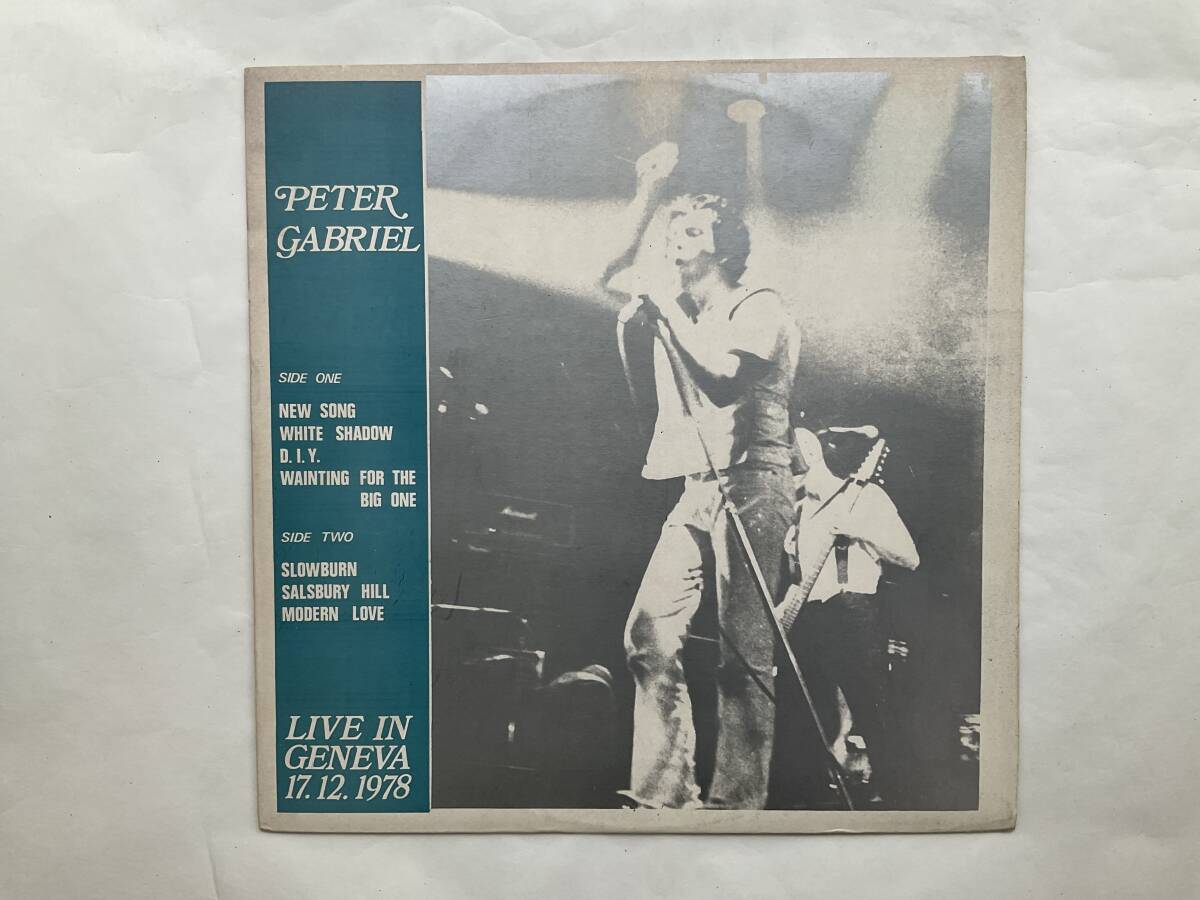 PETER
GABRIEL
SIDE ONE
NEW SONG
WHITE SHADOW
D.I.Y.
WAINTING FOR THE
BIG ONE
SIDE TWO
SLOWBURN
SALSBURY HILL
MODERN LOVE
LIVE IN
GENEVA
17.12.1978